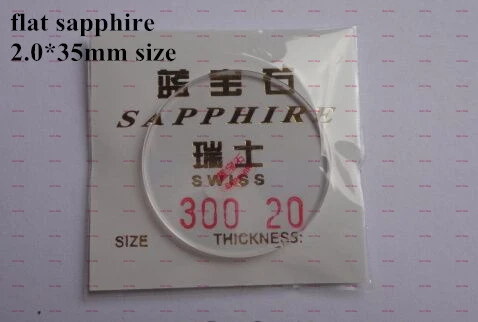 flat sapphire
2.0*35mm size
蓝宝石
SAPPHIRE
瑞士
SWISS
300 20
SIZE THICKNESS: